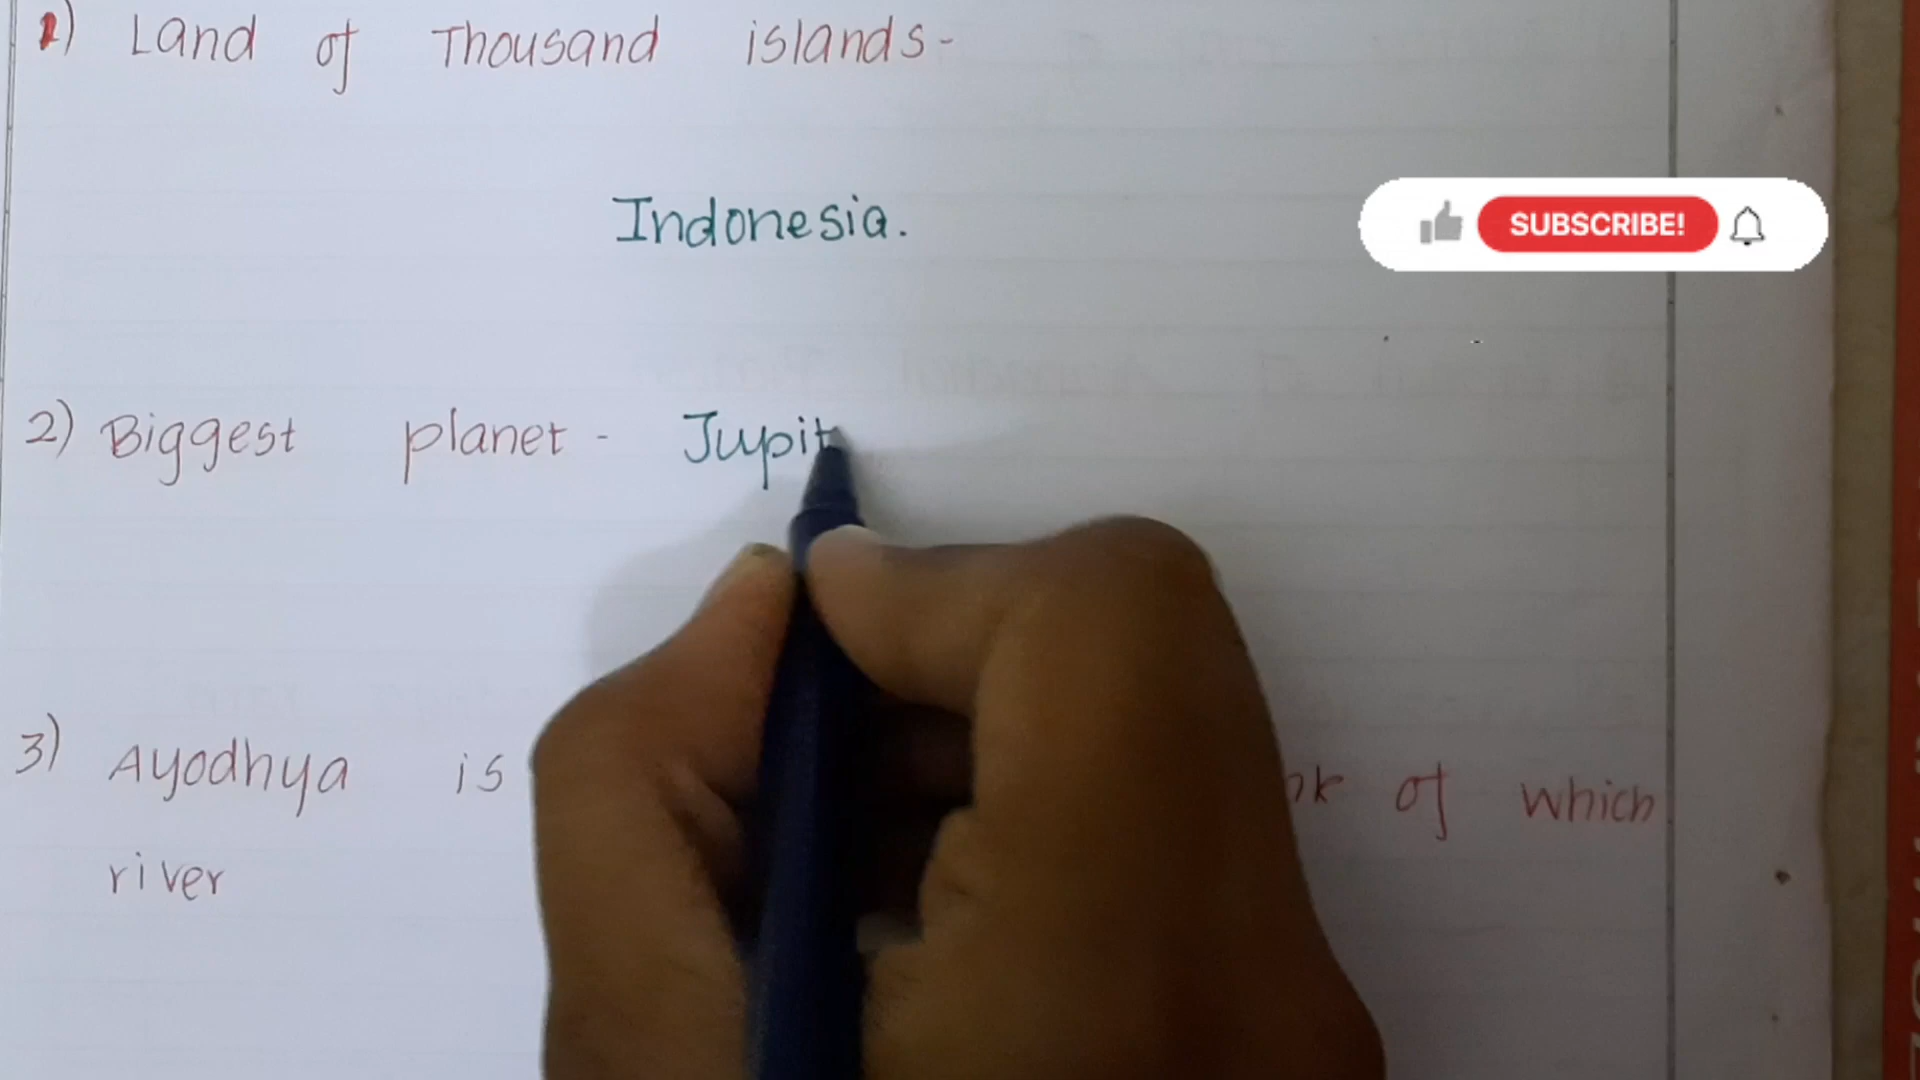 1) Land of Thousand islands-
Indonesia.
SUBSCRIBE!
2) Biggest planet - Jupit
3) Ayodhya is of which
river